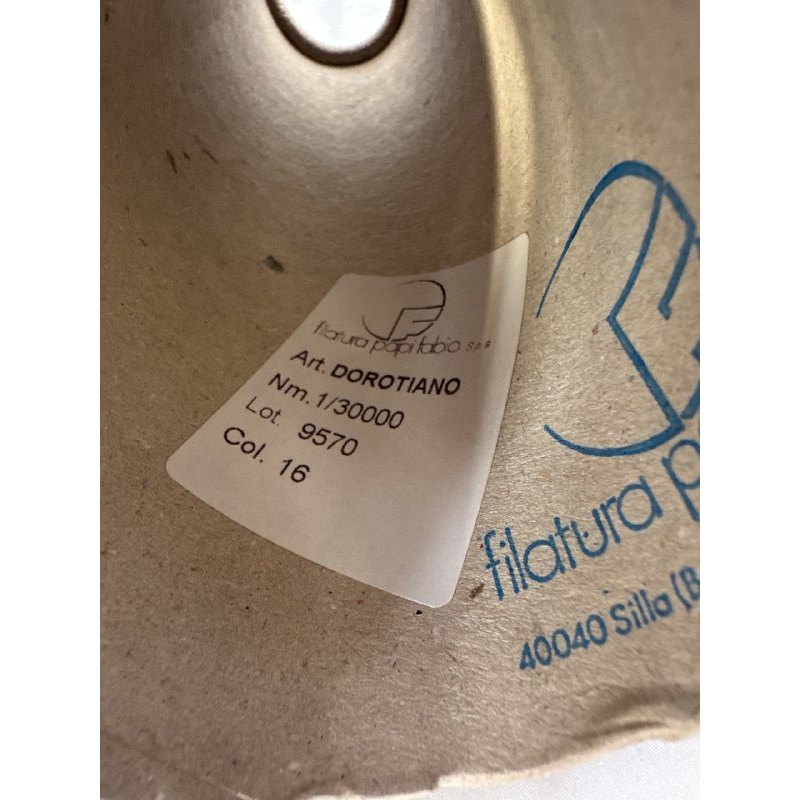 filatura papi fabio s.p.a
Art. DOROTIANO
Nm. 1/30000
Lot. 9570
Col. 16
filatura p
40040 Silla (B